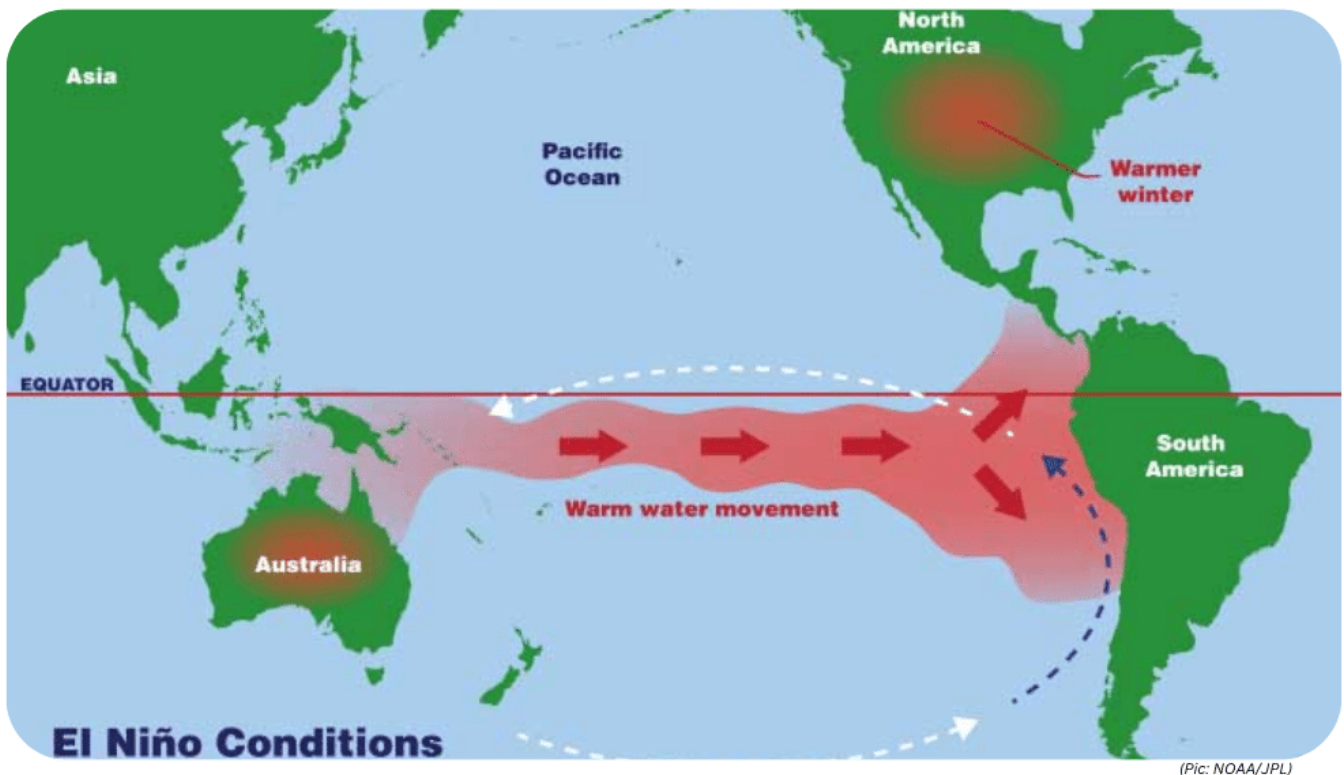 North
America
Asia
Pacific
Ocean
Warmer
winter
EQUATOR
South
America
Warm water movement
Australia
El Niño Conditions
(Pic: NOAA/JPL)